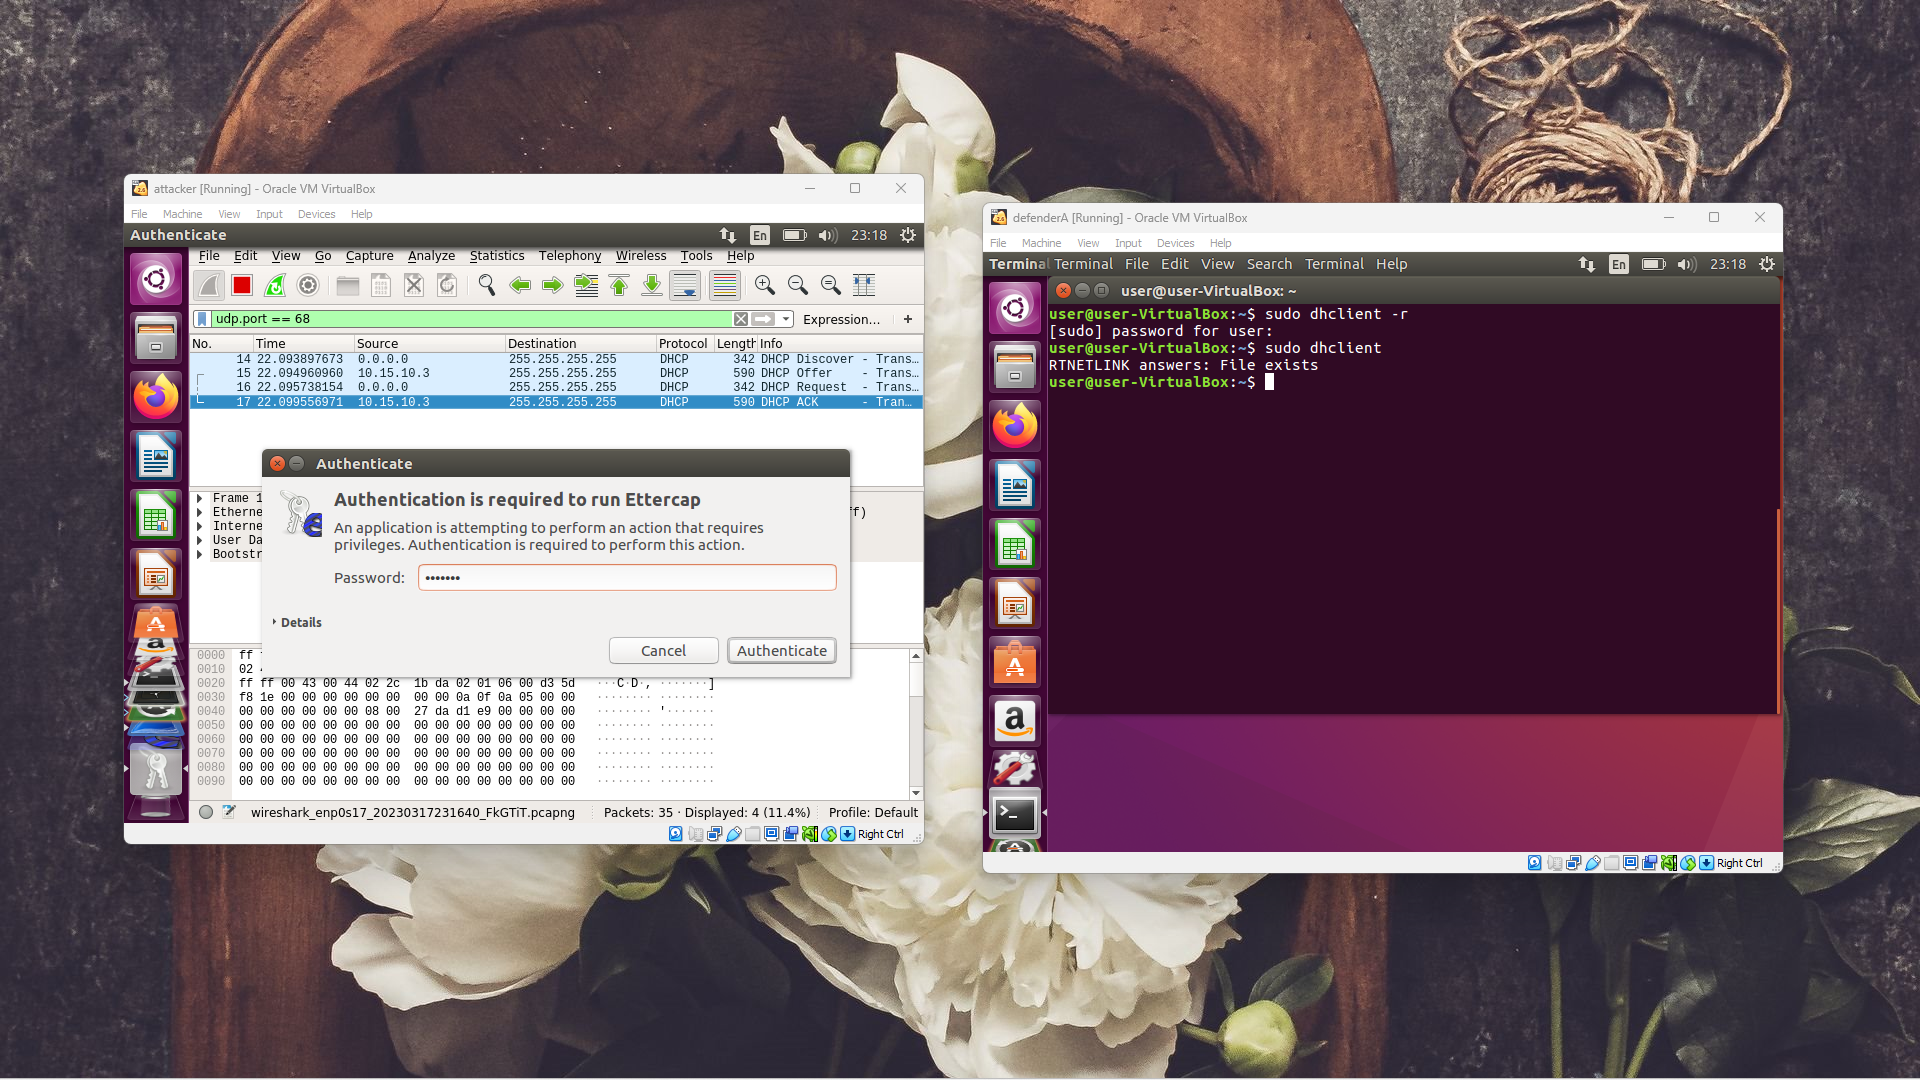 attacker [Running] - Oracle VM VirtualBox
File Machine View Input Devices Help
Authenticate En 23:18
File Edit View Go Capture Analyze Statistics Telephony Wireless Tools Help
udp.port == 68 Expression... +
No. Time Source Destination Protocol Length Info
14 22.093897673 0.0.0.0 255.255.255.255 DHCP 342 DHCP Discover - Trans...
15 22.094960960 10.15.10.3 255.255.255.255 DHCP 590 DHCP Offer - Trans...
16 22.095738154 0.0.0.0 255.255.255.255 DHCP 342 DHCP Request - Trans...
17 22.099556971 10.15.10.3 255.255.255.255 DHCP 590 DHCP ACK - Tran...
Authenticate
Authentication is required to run Ettercap
An application is attempting to perform an action that requires
privileges. Authentication is required to perform this action.
Password: •••••••
Details
Cancel Authenticate
Frame 1
Etherne ff)
Interne
User Da
Bootstr
0000 ff
0010 02
0020 ff ff 00 43 00 44 02 2c 1b da 02 01 06 00 d3 5d ···C·D·, ·······]
0030 f8 1e 00 00 00 00 00 00 00 00 0a 0f 0a 05 00 00 ········ ········
0040 00 00 00 00 00 00 08 00 27 da d1 e9 00 00 00 00 ········ '·······
0050 00 00 00 00 00 00 00 00 00 00 00 00 00 00 00 00 ········ ········
0060 00 00 00 00 00 00 00 00 00 00 00 00 00 00 00 00 ········ ········
0070 00 00 00 00 00 00 00 00 00 00 00 00 00 00 00 00 ········ ········
0080 00 00 00 00 00 00 00 00 00 00 00 00 00 00 00 00 ········ ········
0090 00 00 00 00 00 00 00 00 00 00 00 00 00 00 00 00 ········ ········
wireshark_enp0s17_20230317231640_FkGTiT.pcapng Packets: 35 · Displayed: 4 (11.4%) Profile: Default
Right Ctrl
defenderA [Running] - Oracle VM VirtualBox
File Machine View Input Devices Help
Terminal Terminal File Edit View Search Terminal Help En 23:18
user@user-VirtualBox: ~
user@user-VirtualBox:~$ sudo dhclient -r
[sudo] password for user:
user@user-VirtualBox:~$ sudo dhclient
RTNETLINK answers: File exists
user@user-VirtualBox:~$
Right Ctrl